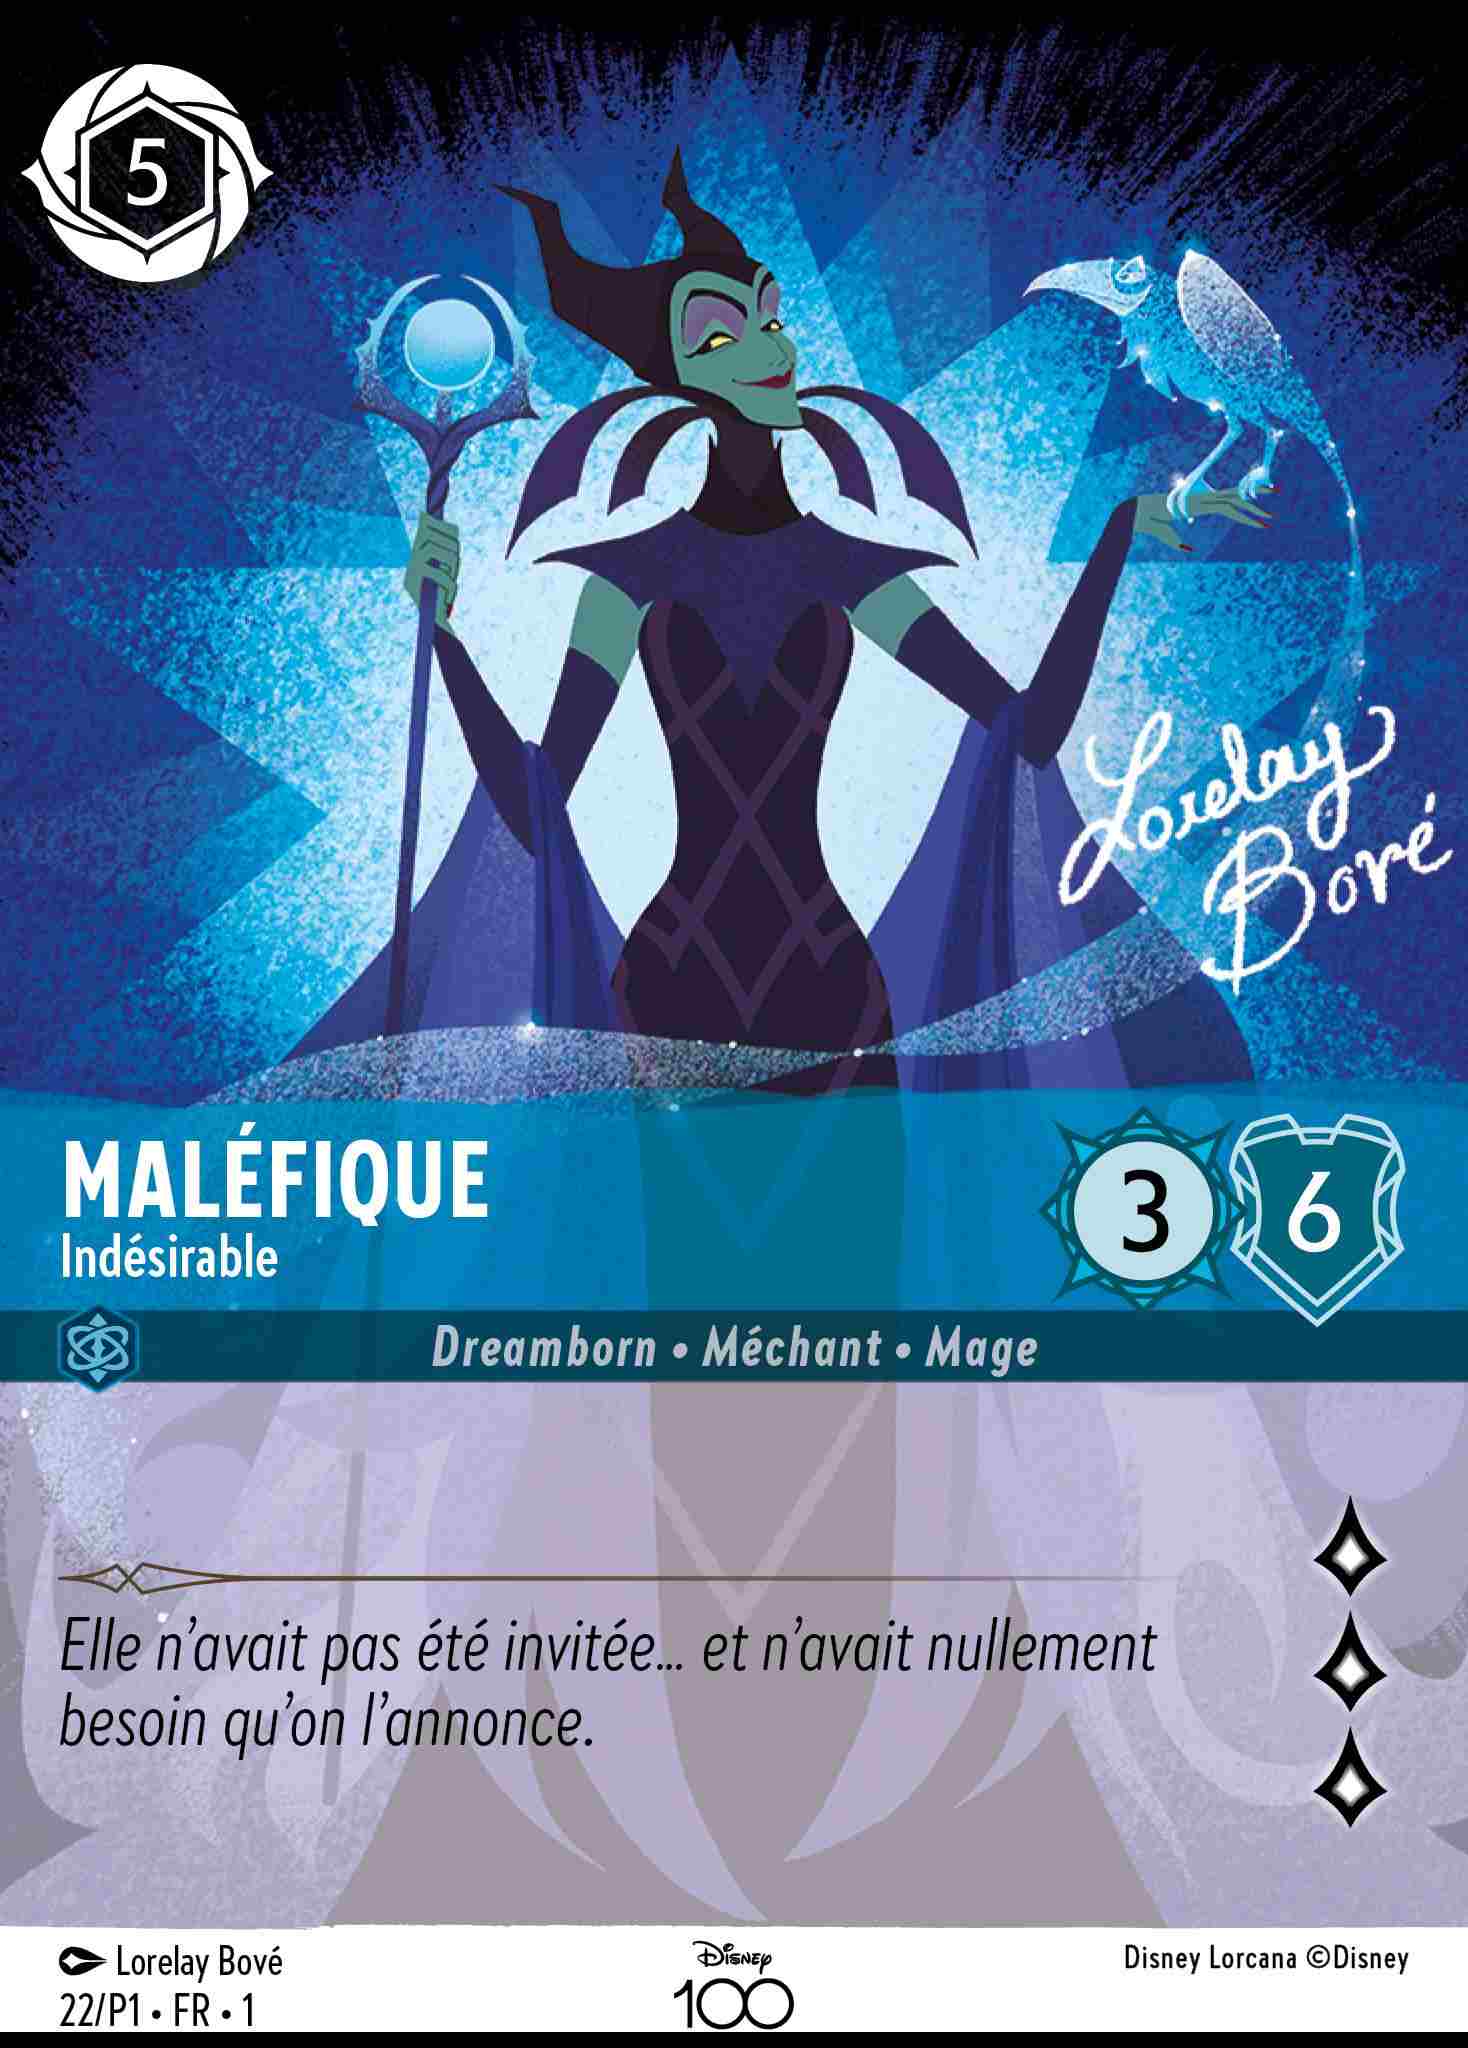 5
Lorelay
Bové
MALÉFIQUE
Indésirable
3
6
Dreamborn • Méchant • Mage
Elle n’avait pas été invitée... et n’avait nullement
besoin qu’on l’annonce.
Lorelay Bové
22/P1 • FR • 1
Disney
100
Disney Lorcana ©Disney